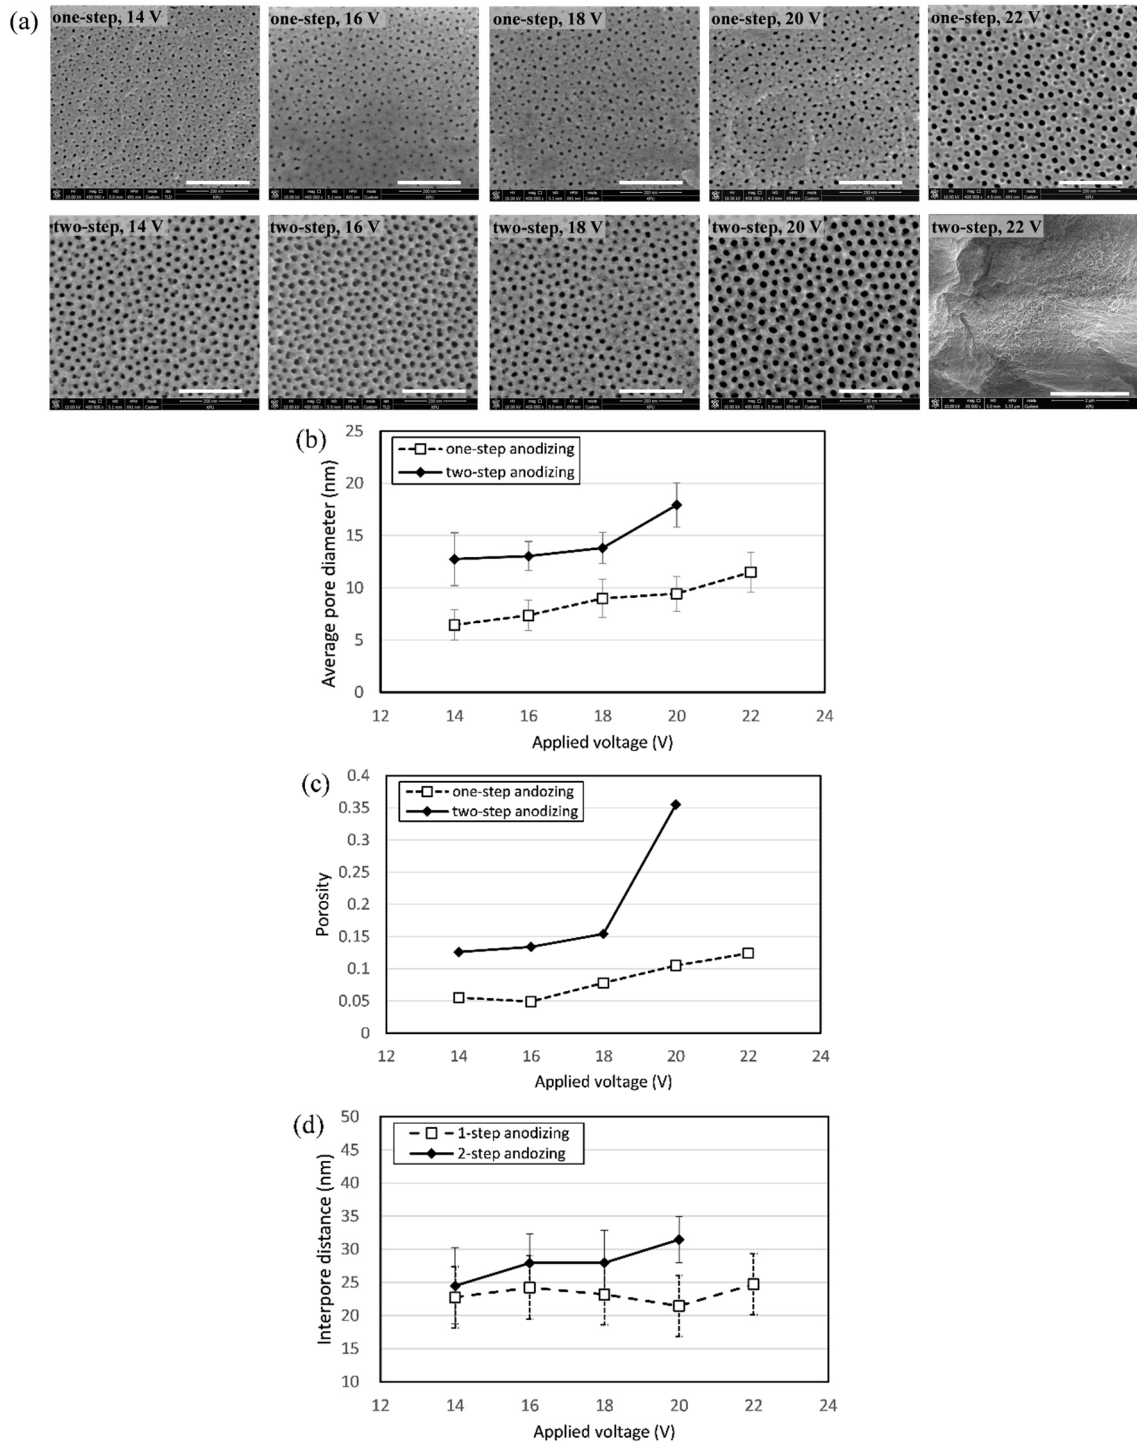 (a)
one-step, 14 V
one-step, 16 V
one-step, 18 V
one-step, 20 V
one-step, 22 V
two-step, 14 V
two-step, 16 V
two-step, 18 V
two-step, 20 V
two-step, 22 V
(b)
25
20
15
10
5
0
Average pore diameter (nm)
one-step anodizing
two-step anodizing
12 14 16 18 20 22 24
Applied voltage (V)
(c)
0.4
0.35
0.3
0.25
0.2
0.15
0.1
0.05
0
Porosity
one-step andozing
two-step anodizing
12 14 16 18 20 22 24
Applied voltage (V)
(d)
50
45
40
35
30
25
20
15
10
Interpore distance (nm)
1-step anodizing
2-step andozing
12 14 16 18 20 22 24
Applied voltage (V)